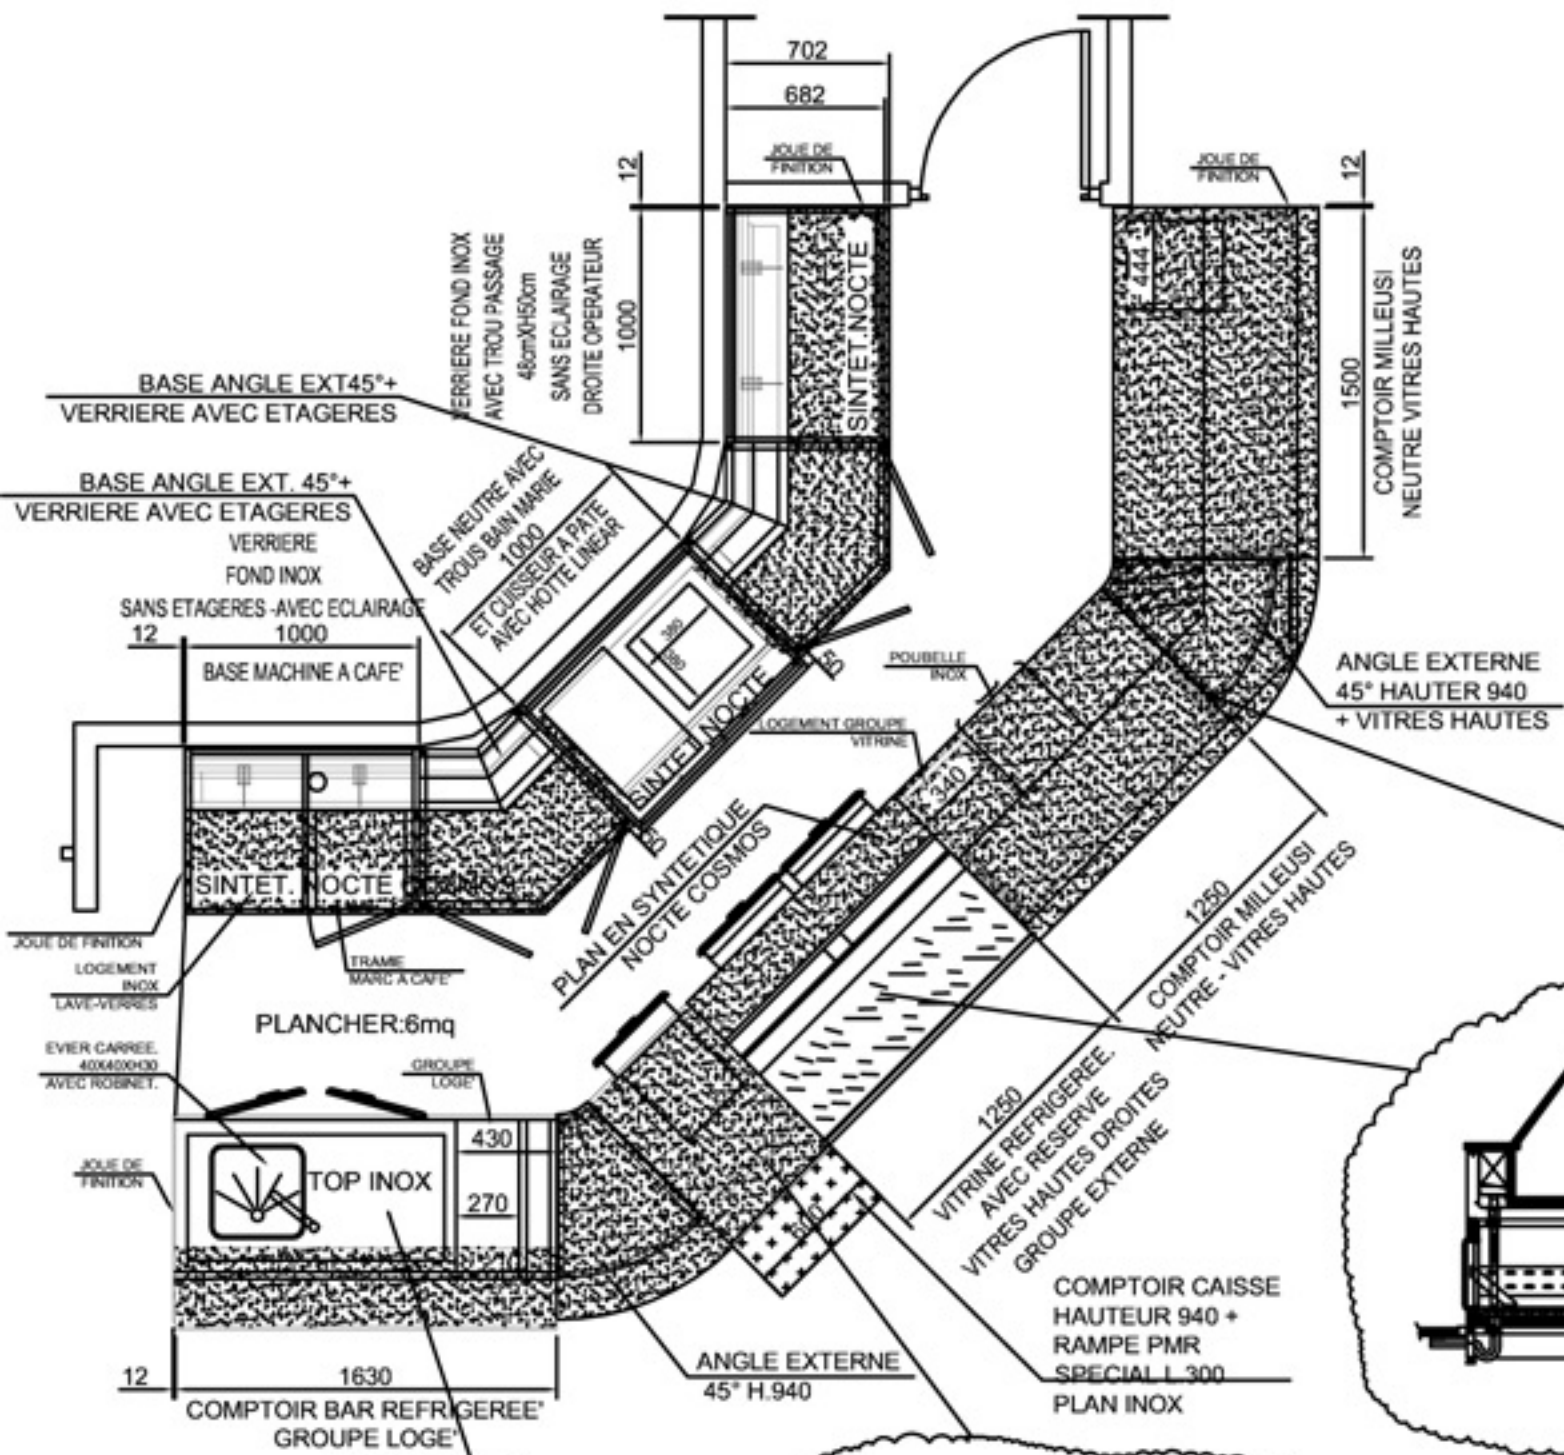 702
682
JOUE DE
FINITION
12
JOUE DE
FINITION
12
VERRIERE FOND INOX
AVEC TROU PASSAGE
48cmXH50cm
SANS ECLAIRAGE
DROITE OPERATEUR
1000
SINTET.NOCTE
444
1500
COMPTOIR MILLEUSI
NEUTRE VITRES HAUTES
BASE ANGLE EXT45°+
VERRIERE AVEC ETAGERES
BASE ANGLE EXT. 45°+
VERRIERE AVEC ETAGERES
VERRIERE
FOND INOX
SANS ETAGERES -AVEC ECLAIRAGE
12
1000
BASE MACHINE A CAFE'
BASE NEUTRE AVEC
TROUS BAIN MARIE
1000
ET CUISSEUR A PATE
AVEC HOTTE LINEAR
380
380
50
SINTET. NOCTE
50
POUBELLE
INOX
LOGEMENT GROUPE
VITRINE
340
ANGLE EXTERNE
45° HAUTER 940
+ VITRES HAUTES
PLAN EN SYNTETIQUE
NOCTE COSMOS
SINTET. NOCTE
JOUE DE FINITION
LOGEMENT
INOX
LAVE-VERRES
TRAMIE
MARC A CAFE'
PLANCHER:6mq
EVIER CARREE.
40X40XH30
AVEC ROBINET.
GROUPE
LOGE'
430
270
TOP INOX
JOUE DE
FINITION
1250
COMPTOIR MILLEUSI
NEUTRE - VITRES HAUTES
1250
VITRINE REFRIGEREE.
AVEC RESERVE
VITRES HAUTES DROITES
GROUPE EXTERNE
600
COMPTOIR CAISSE
HAUTEUR 940 +
RAMPE PMR
SPECIAL L.300
PLAN INOX
ANGLE EXTERNE
45° H.940
12
1630
COMPTOIR BAR REFRIGEREE'
GROUPE LOGE'